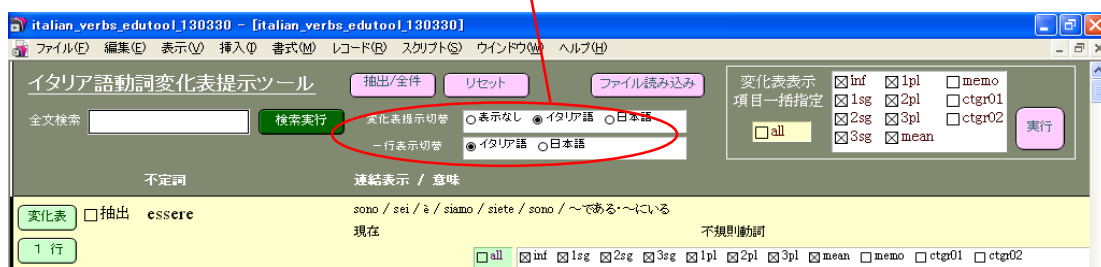 italian_verbs_edutool_130330 - [italian_verbs_edutool_130330]
ファイル(F) 編集(E) 表示(V) 挿入(I) 書式(M) レコード(R) スクリプト(S) ウインドウ(W) ヘルプ(H)
イタリア語動詞変化表提示ツール 抽出/全件 リセット ファイル読み込み
全文検索 検索実行
変化表提示切替 表示なし イタリア語 日本語
一行表示切替 イタリア語 日本語
変化表表示
項目一括指定
all
inf 1pl memo
1sg 2pl ctgr01
2sg 3pl ctgr02
3sg mean
実行
不定詞 連結表示 / 意味
変化表 抽出 essere sono / sei / è / siamo / siete / sono / ～である・～にいる
現在 不規則動詞
1 行 all inf 1sg 2sg 3sg 1pl 2pl 3pl mean memo ctgr01 ctgr02